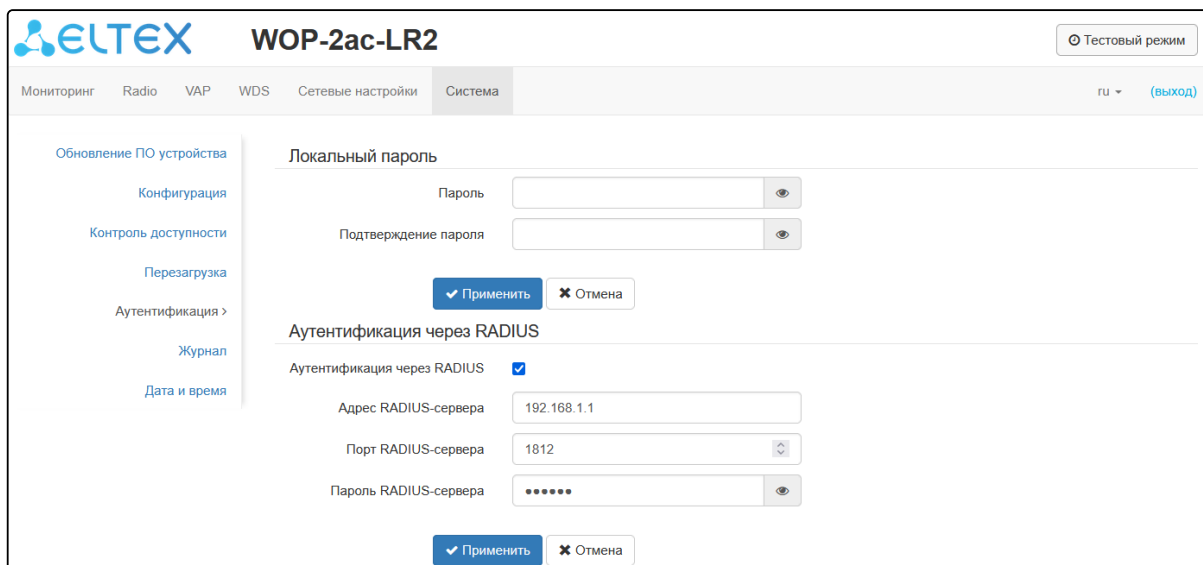 ELTEX WOP-2ac-LR2 Тестовый режим
Мониторинг Radio VAP WDS Сетевые настройки Система ru (выход)
Обновление ПО устройства
Конфигурация
Контроль доступности
Перезагрузка
Аутентификация >
Журнал
Дата и время
Локальный пароль
Пароль
Подтверждение пароля
Применить Отмена
Аутентификация через RADIUS
Аутентификация через RADIUS
Адрес RADIUS-сервера 192.168.1.1
Порт RADIUS-сервера 1812
Пароль RADIUS-сервера ••••••
Применить Отмена